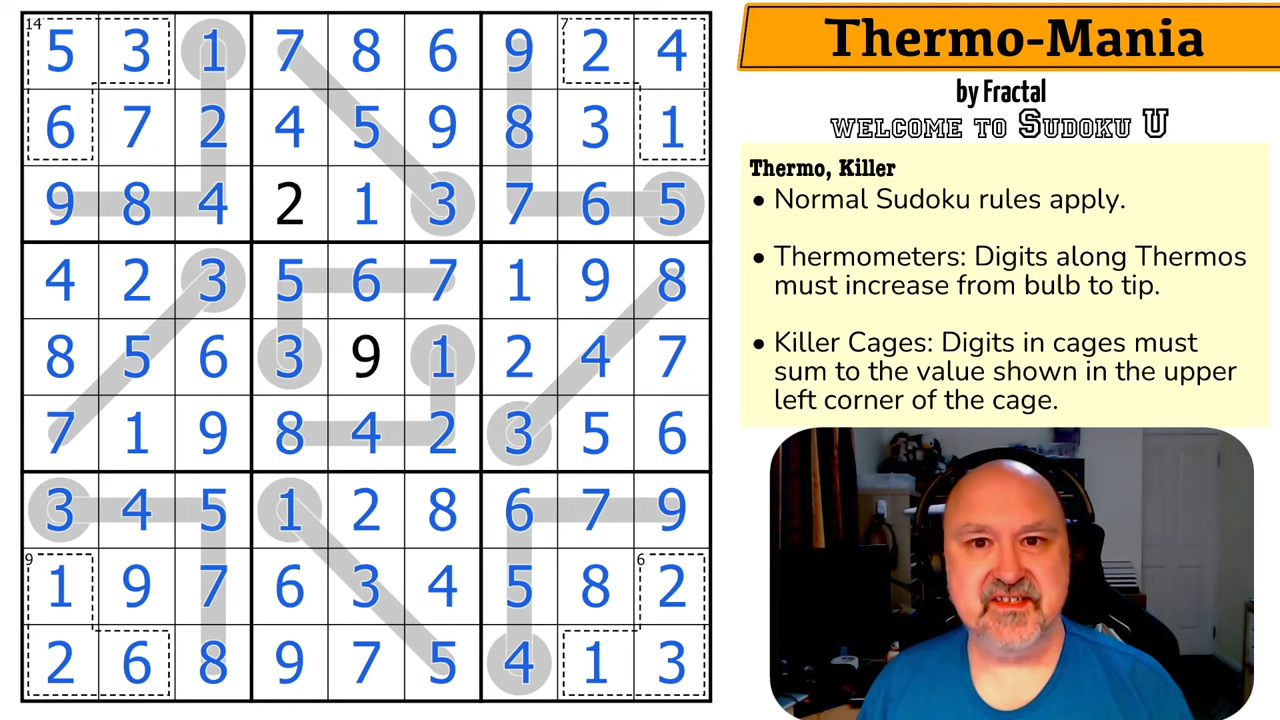 14 7
5 3 1 7 8 6 9 2 4
6 7 2 4 5 9 8 3 1
9 8 4 2 1 3 7 6 5
4 2 3 5 6 7 1 9 8
8 5 6 3 9 1 2 4 7
7 1 9 8 4 2 3 5 6
3 4 5 1 2 8 6 7 9
9 6
1 9 7 6 3 4 5 8 2
2 6 8 9 7 5 4 1 3
Thermo-Mania
by Fractal
WELCOME TO SUDOKU U
Thermo, Killer
• Normal Sudoku rules apply.
• Thermometers: Digits along Thermos
must increase from bulb to tip.
• Killer Cages: Digits in cages must
sum to the value shown in the upper
left corner of the cage.